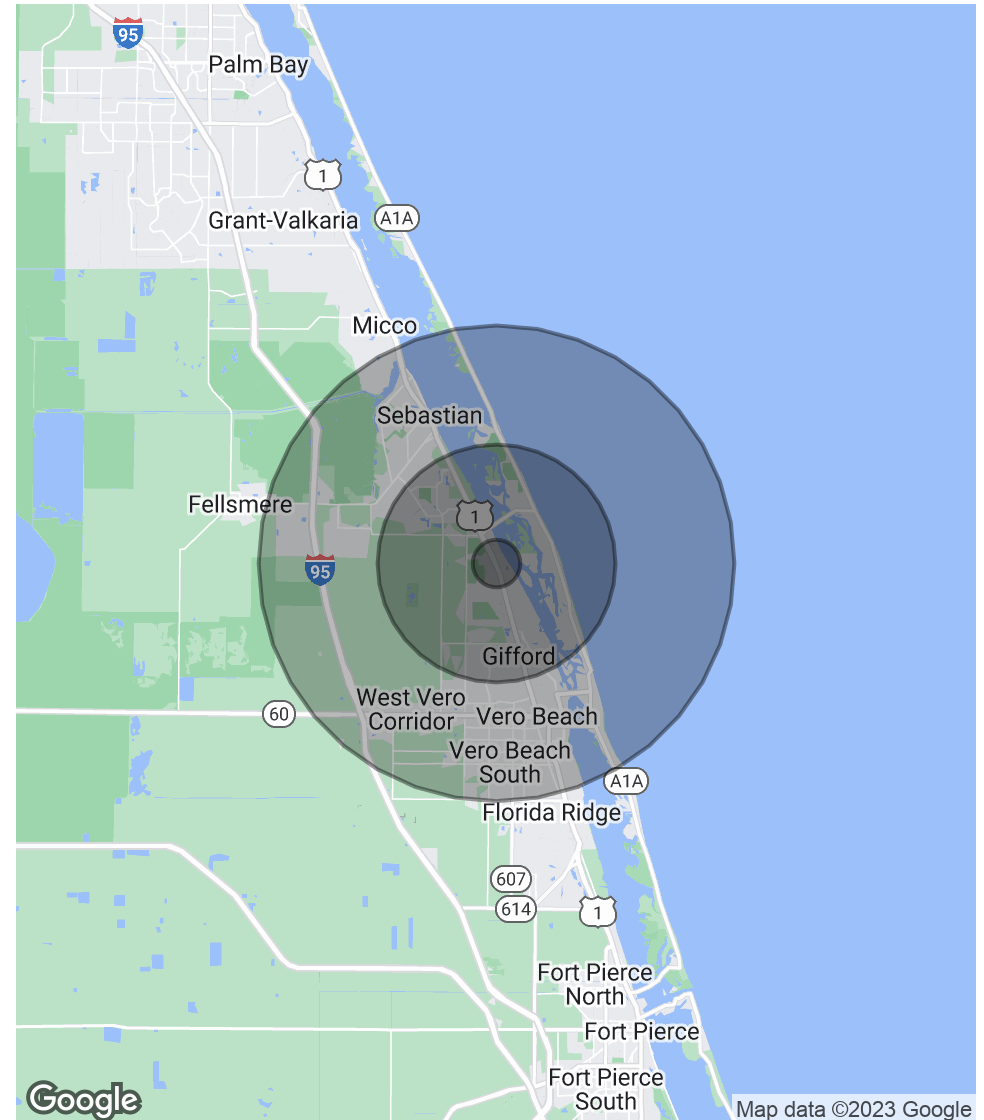 95
Palm Bay
1
Grant-Valkaria
A1A
Micco
Sebastian
Fellsmere
1
95
Gifford
West Vero
Corridor
60
Vero Beach
Vero Beach
South
A1A
Florida Ridge
607
614
1
Fort Pierce
North
Fort Pierce
Fort Pierce
South
Google
Map data ©2023 Google